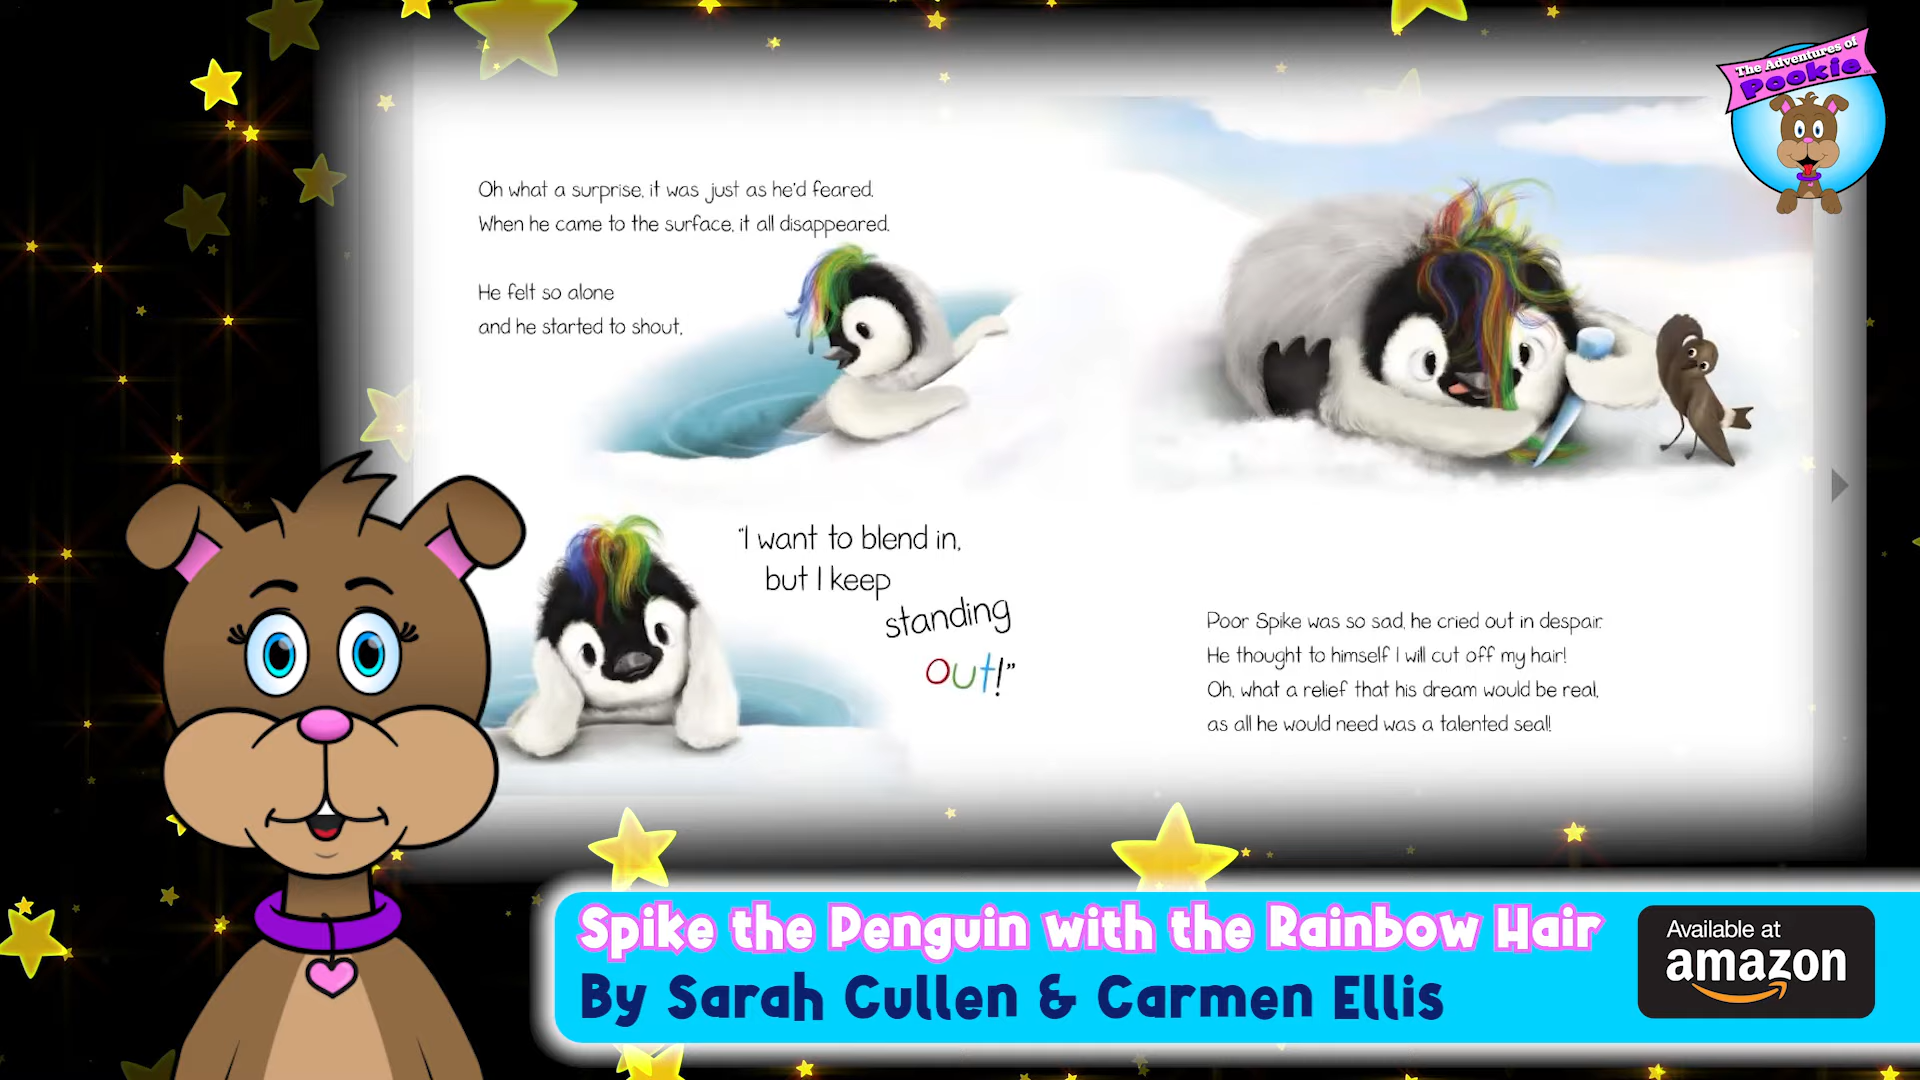 The Adventures of
Pookie
Oh what a surprise, it was just as he'd feared.
When he came to the surface, it all disappeared.
He felt so alone
and he started to shout,
"I want to blend in,
but I keep
standing
out!"
Poor Spike was so sad, he cried out in despair.
He thought to himself I will cut off my hair!
Oh, what a relief that his dream would be real,
as all he would need was a talented seal!
Spike the Penguin with the Rainbow Hair
By Sarah Cullen & Carmen Ellis
Available at
amazon